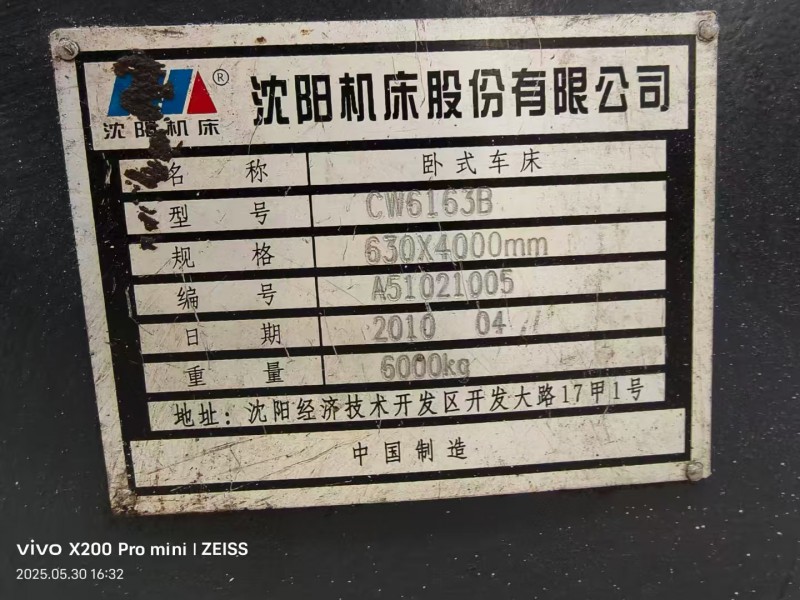 沈阳机床 ® 沈阳机床股份有限公司
名 称 卧式车床
型 号 CW6163B
规 格 630X4000mm
编 号 A51021005
日 期 2010 04
重 量 6000kg
地址：沈阳经济技术开发区开发大路17甲1号
中国制造
vivo X200 Pro mini | ZEISS
2025.05.30 16:32